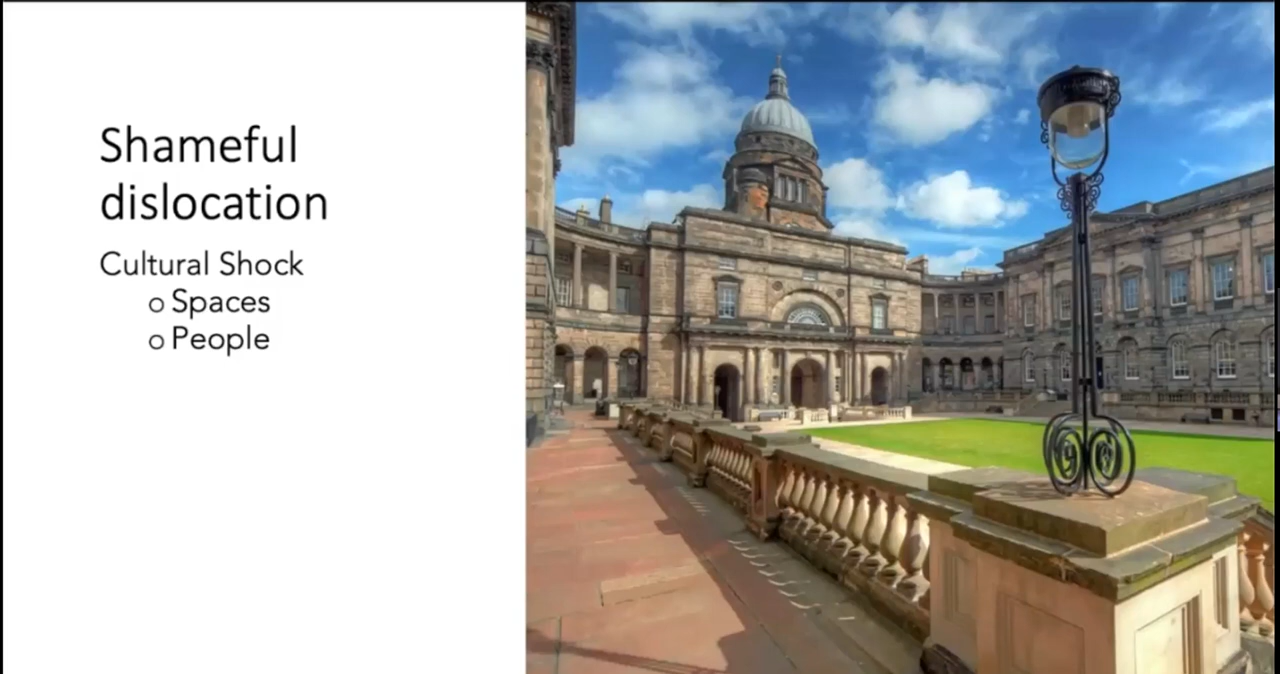 Shameful
dislocation
Cultural Shock
o Spaces
o People